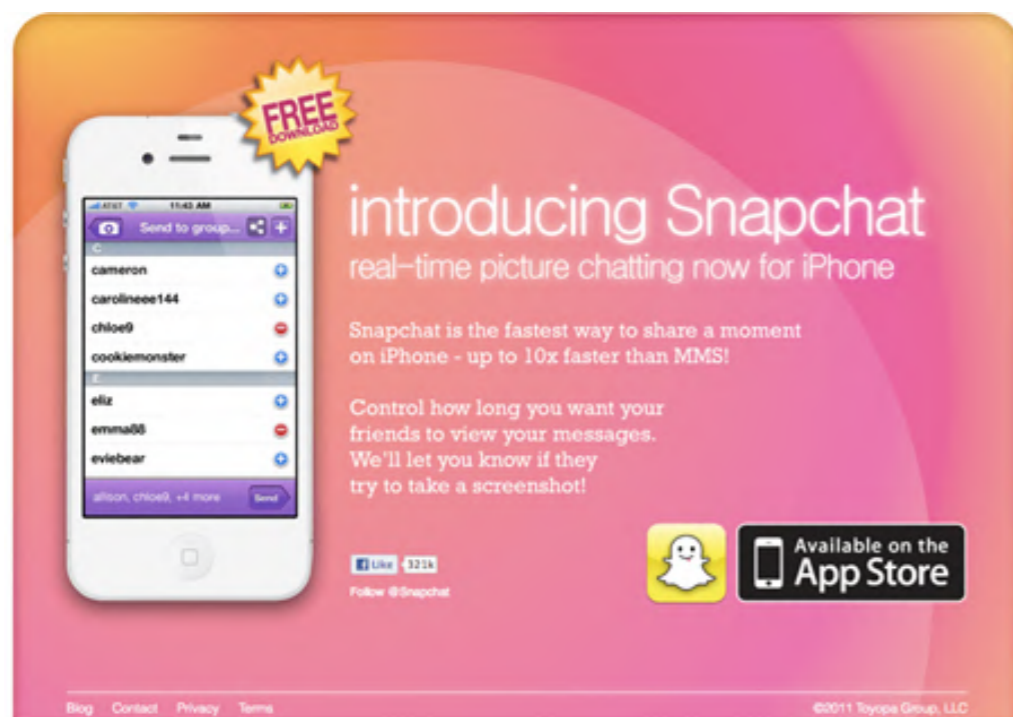 FREE
DOWNLOAD
AT&T 11:43 AM
Send to group...
C
cameron
carolineee144
chloe9
cookiemonster
E
eliz
emma88
eviebear
allison, chloe9, +4 more Send
introducing Snapchat
real-time picture chatting now for iPhone
Snapchat is the fastest way to share a moment
on iPhone - up to 10x faster than MMS!
Control how long you want your
friends to view your messages.
We'll let you know if they
try to take a screenshot!
Like 321k
Follow @Snapchat
Available on the
App Store
Blog Contact Privacy Terms ©2011 Toyopa Group, LLC